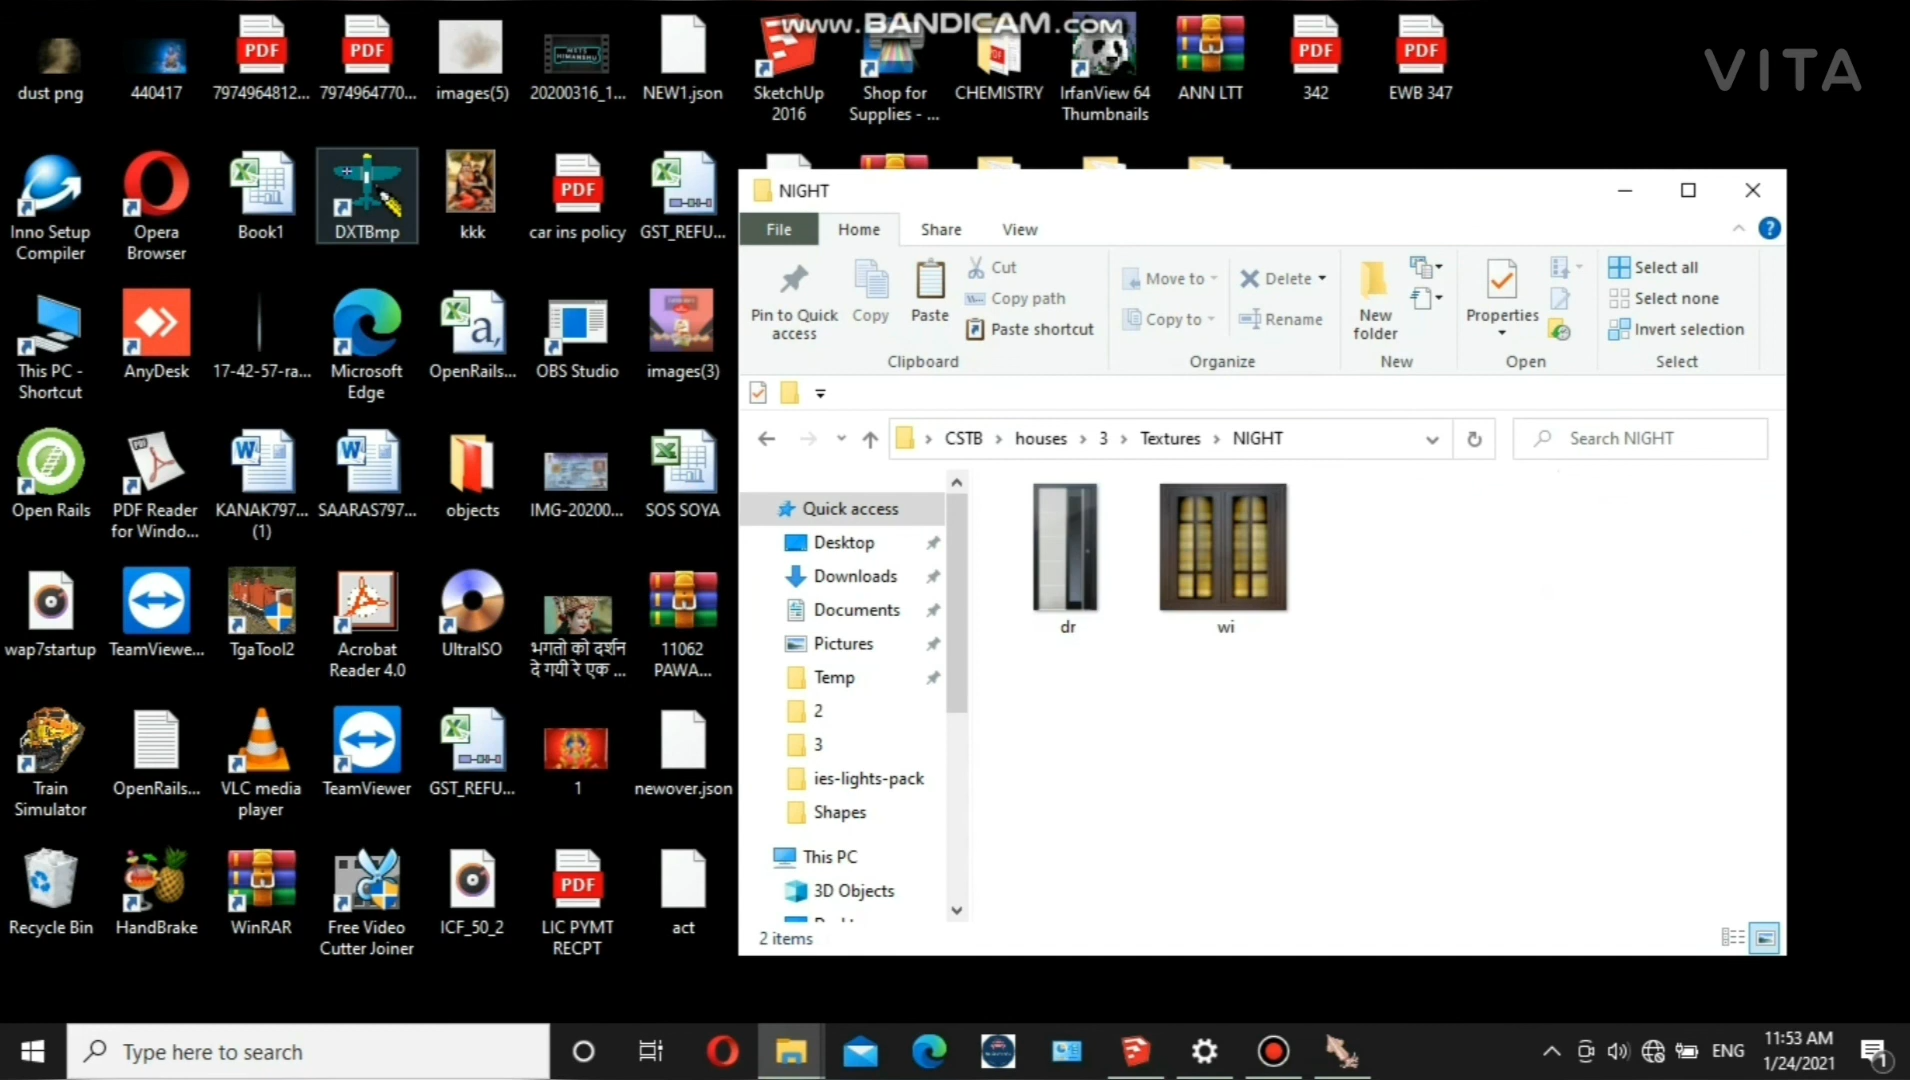 www.BANDICAM.com
VITA
dust png
440417
PDF
7974964812...
PDF
7974964770...
images(5)
20200316_1...
NEW1.json
SketchUp
2016
Shop for
Supplies - ...
CHEMISTRY
IrfanView 64
Thumbnails
ANN LTT
PDF
342
PDF
EWB 347
Inno Setup
Compiler
Opera
Browser
Book1
DXTBmp
kkk
PDF
car ins policy
GST_REFU...
This PC -
Shortcut
AnyDesk
17-42-57-ra...
Microsoft
Edge
OpenRails...
OBS Studio
images(3)
Open Rails
PDF Reader
for Windo...
KANAK797...
(1)
SAARAS797...
objects
IMG-20200...
SOS SOYA
wap7startup
TeamViewe...
TgaTool2
Acrobat
Reader 4.0
UltraISO
भगतो को दर्शन
दे गयी रे एक ...
11062
PAWA...
Train
Simulator
OpenRails...
VLC media
player
TeamViewer
GST_REFU...
1
newover.json
Recycle Bin
HandBrake
WinRAR
Free Video
Cutter Joiner
ICF_50_2
PDF
LIC PYMT
RECPT
act
NIGHT
File Home Share View
Pin to Quick
access
Copy
Paste
Cut
Copy path
Paste shortcut
Clipboard
Move to
Copy to
Delete
Rename
Organize
New
folder
New
Properties
Open
Select all
Select none
Invert selection
Select
CSTB › houses › 3 › Textures › NIGHT
Search NIGHT
Quick access
Desktop
Downloads
Documents
Pictures
Temp
2
3
ies-lights-pack
Shapes
This PC
3D Objects
dr
wi
2 items
Type here to search
ENG
11:53 AM
1/24/2021
1